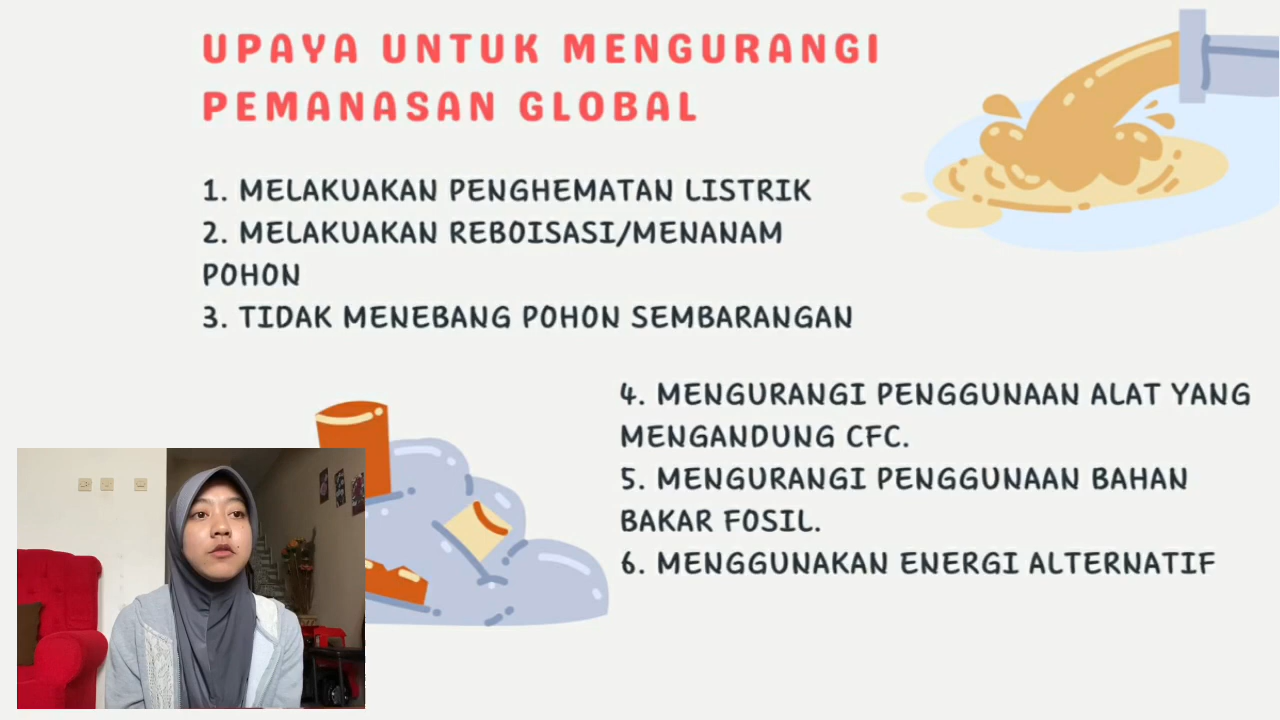 UPAYA UNTUK MENGURANGI
PEMANASAN GLOBAL
1. MELAKUAKAN PENGHEMATAN LISTRIK
2. MELAKUAKAN REBOISASI/MENANAM
POHON
3. TIDAK MENEBANG POHON SEMBARANGAN
4. MENGURANGI PENGGUNAAN ALAT YANG
MENGANDUNG CFC.
5. MENGURANGI PENGGUNAAN BAHAN
BAKAR FOSIL.
6. MENGGUNAKAN ENERGI ALTERNATIF